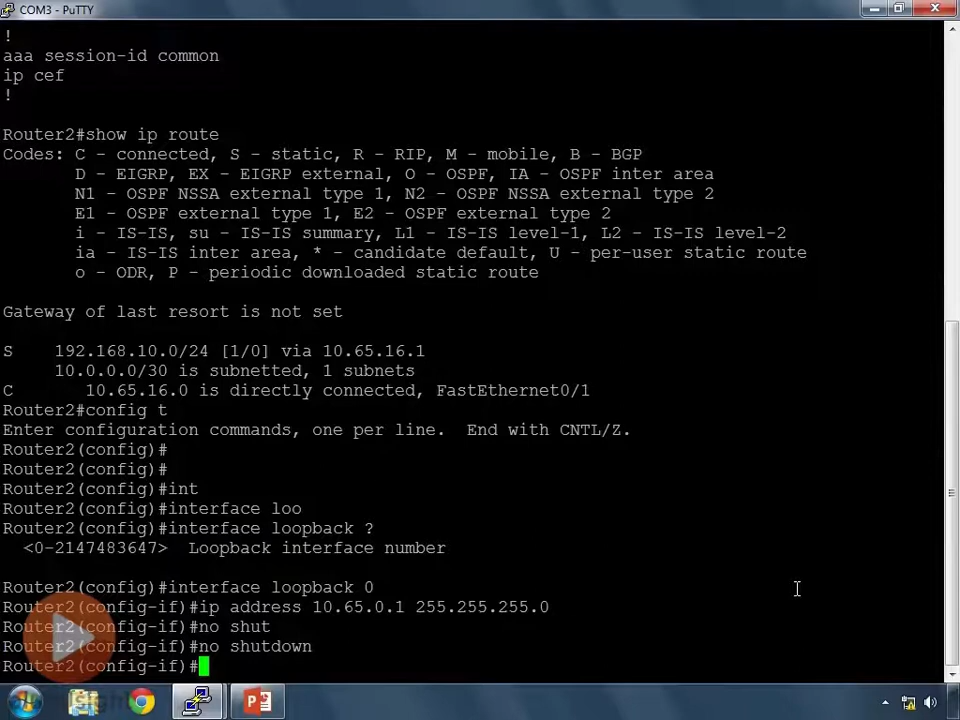 COM3 - PuTTY
!
aaa session-id common
ip cef
!
Router2#show ip route
Codes: C - connected, S - static, R - RIP, M - mobile, B - BGP
D - EIGRP, EX - EIGRP external, O - OSPF, IA - OSPF inter area
N1 - OSPF NSSA external type 1, N2 - OSPF NSSA external type 2
E1 - OSPF external type 1, E2 - OSPF external type 2
i - IS-IS, su - IS-IS summary, L1 - IS-IS level-1, L2 - IS-IS level-2
ia - IS-IS inter area, * - candidate default, U - per-user static route
o - ODR, P - periodic downloaded static route
Gateway of last resort is not set
S    192.168.10.0/24 [1/0] via 10.65.16.1
10.0.0.0/30 is subnetted, 1 subnets
C       10.65.16.0 is directly connected, FastEthernet0/1
Router2#config t
Enter configuration commands, one per line.  End with CNTL/Z.
Router2(config)#
Router2(config)#
Router2(config)#int
Router2(config)#interface loo
Router2(config)#interface loopback ?
<0-2147483647>  Loopback interface number
Router2(config)#interface loopback 0
Router2(config-if)#ip address 10.65.0.1 255.255.255.0
Router2(config-if)#no shut
Router2(config-if)#no shutdown
Router2(config-if)#